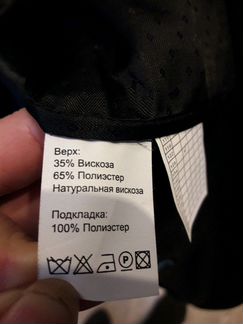 Верх:
35% Вискоза
65% Полиэстер
Натуральная вискоза
Подкладка:
100% Полиэстер